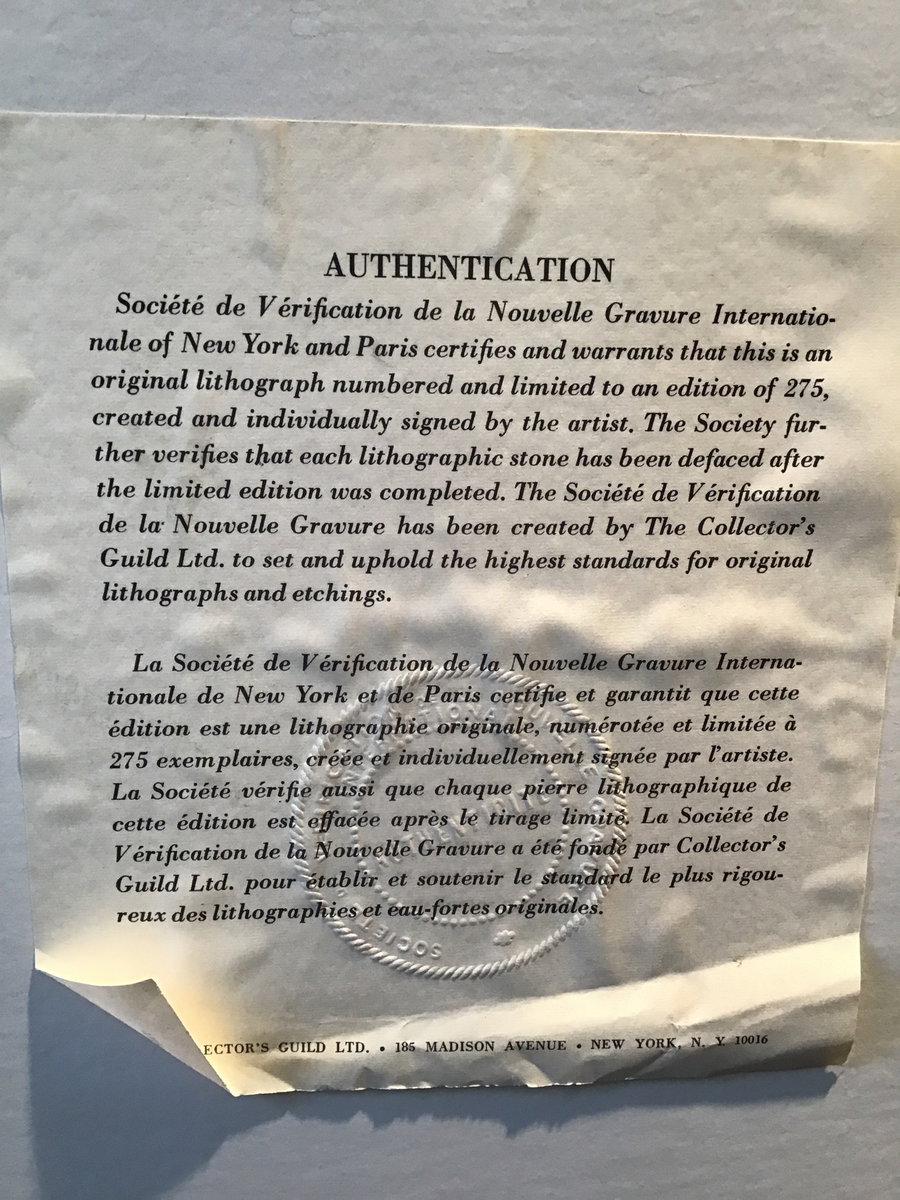 AUTHENTICATION
Société de Vérification de la Nouvelle Gravure Internatio-
nale of New York and Paris certifies and warrants that this is an
original lithograph numbered and limited to an edition of 275,
created and individually signed by the artist. The Society fur-
ther verifies that each lithographic stone has been defaced after
the limited edition was completed. The Société de Vérification
de la Nouvelle Gravure has been created by The Collector's
Guild Ltd. to set and uphold the highest standards for original
lithographs and etchings.
La Société de Vérification de la Nouvelle Gravure Interna-
tionale de New York et de Paris certifie et garantit que cette
édition est une lithographie originale, numérotée et limitée à
275 exemplaires, créée et individuellement signée par l'artiste.
La Société vérifie aussi que chaque pierre lithographique de
cette édition est effacée après le tirage limité. La Société de
Vérification de la Nouvelle Gravure a été fondé par Collector's
Guild Ltd. pour établir et soutenir le standard le plus rigou-
reux des lithographies et eau-fortes originales.
ECTOR'S GUILD LTD. • 185 MADISON AVENUE • NEW YORK, N. Y. 10016
SOCIETE